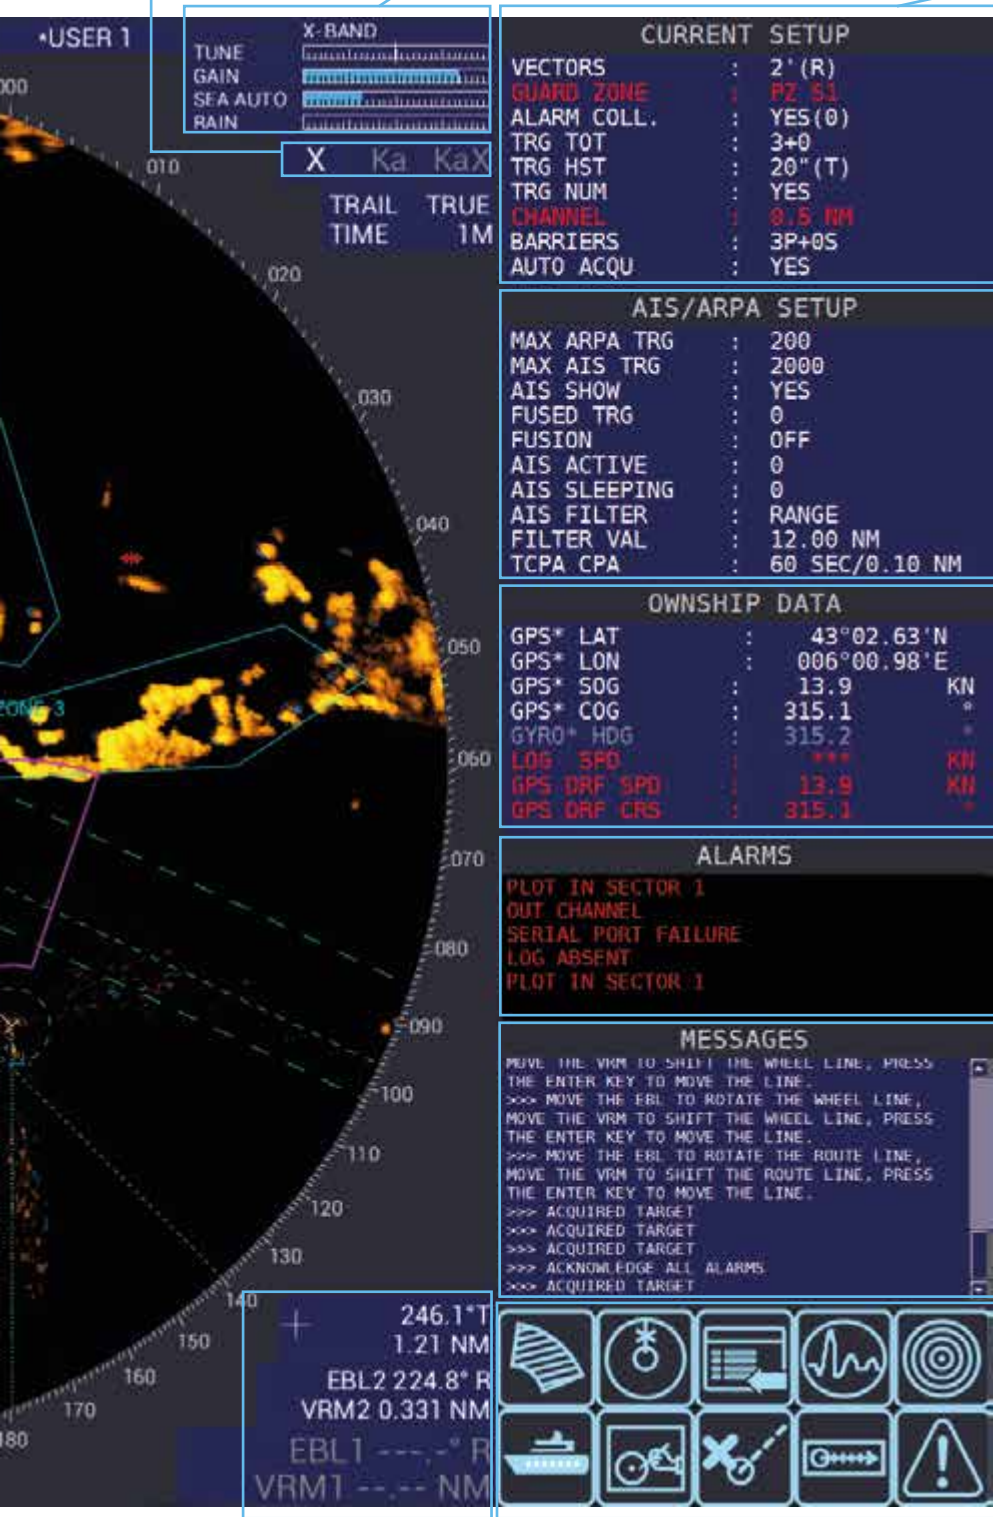 •USER 1
X-BAND
TUNE
GAIN
SEA AUTO
RAIN
X Ka KaX
TRAIL TRUE
TIME 1M
000
010
020
030
040
050
060
070
080
090
100
110
120
130
140
150
160
170
180
ZONE 3
246.1°T
1.21 NM
EBL2 224.8° R
VRM2 0.331 NM
EBL1 ---.-° R
VRM1 --.-- NM
CURRENT SETUP
VECTORS : 2'(R)
GUARD ZONE : PZ S1
ALARM COLL. : YES(0)
TRG TOT : 3+0
TRG HST : 20"(T)
TRG NUM : YES
CHANNEL : 0.5 NM
BARRIERS : 3P+0S
AUTO ACQU : YES
AIS/ARPA SETUP
MAX ARPA TRG : 200
MAX AIS TRG : 2000
AIS SHOW : YES
FUSED TRG : 0
FUSION : OFF
AIS ACTIVE : 0
AIS SLEEPING : 0
AIS FILTER : RANGE
FILTER VAL : 12.00 NM
TCPA CPA : 60 SEC/0.10 NM
OWNSHIP DATA
GPS* LAT : 43°02.63'N
GPS* LON : 006°00.98'E
GPS* SOG : 13.9 KN
GPS* COG : 315.1 °
GYRO* HDG : 315.2 °
LOG SPD : *** KN
GPS DRF SPD : 13.9 KN
GPS DRF CRS : 315.1 °
ALARMS
PLOT IN SECTOR 1
OUT CHANNEL
SERIAL PORT FAILURE
LOG ABSENT
PLOT IN SECTOR 1
MESSAGES
MOVE THE VRM TO SHIFT THE WHEEL LINE, PRESS
THE ENTER KEY TO MOVE THE LINE.
>>> MOVE THE EBL TO ROTATE THE WHEEL LINE,
MOVE THE VRM TO SHIFT THE WHEEL LINE, PRESS
THE ENTER KEY TO MOVE THE LINE.
>>> MOVE THE EBL TO ROTATE THE ROUTE LINE,
MOVE THE VRM TO SHIFT THE ROUTE LINE, PRESS
THE ENTER KEY TO MOVE THE LINE.
>>> ACQUIRED TARGET
>>> ACQUIRED TARGET
>>> ACQUIRED TARGET
>>> ACKNOWLEDGE ALL ALARMS
>>> ACQUIRED TARGET